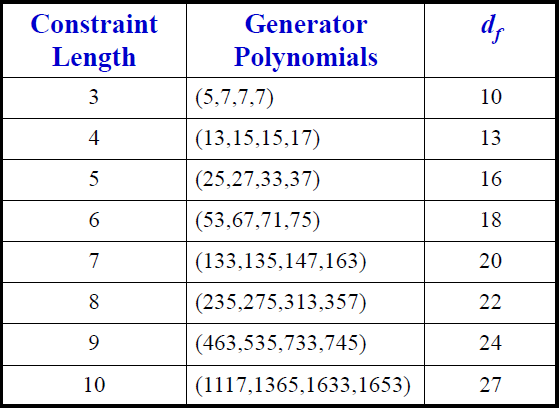 Constraint Length Generator Polynomials df
3 (5,7,7,7) 10
4 (13,15,15,17) 13
5 (25,27,33,37) 16
6 (53,67,71,75) 18
7 (133,135,147,163) 20
8 (235,275,313,357) 22
9 (463,535,733,745) 24
10 (1117,1365,1633,1653) 27